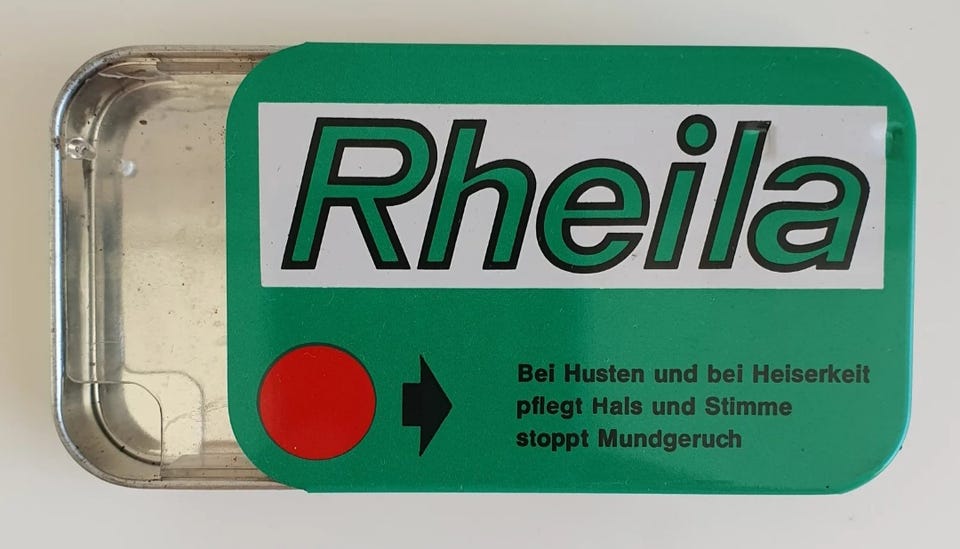 Rheila
Bei Husten und bei Heiserkeit
pflegt Hals und Stimme
stoppt Mundgeruch